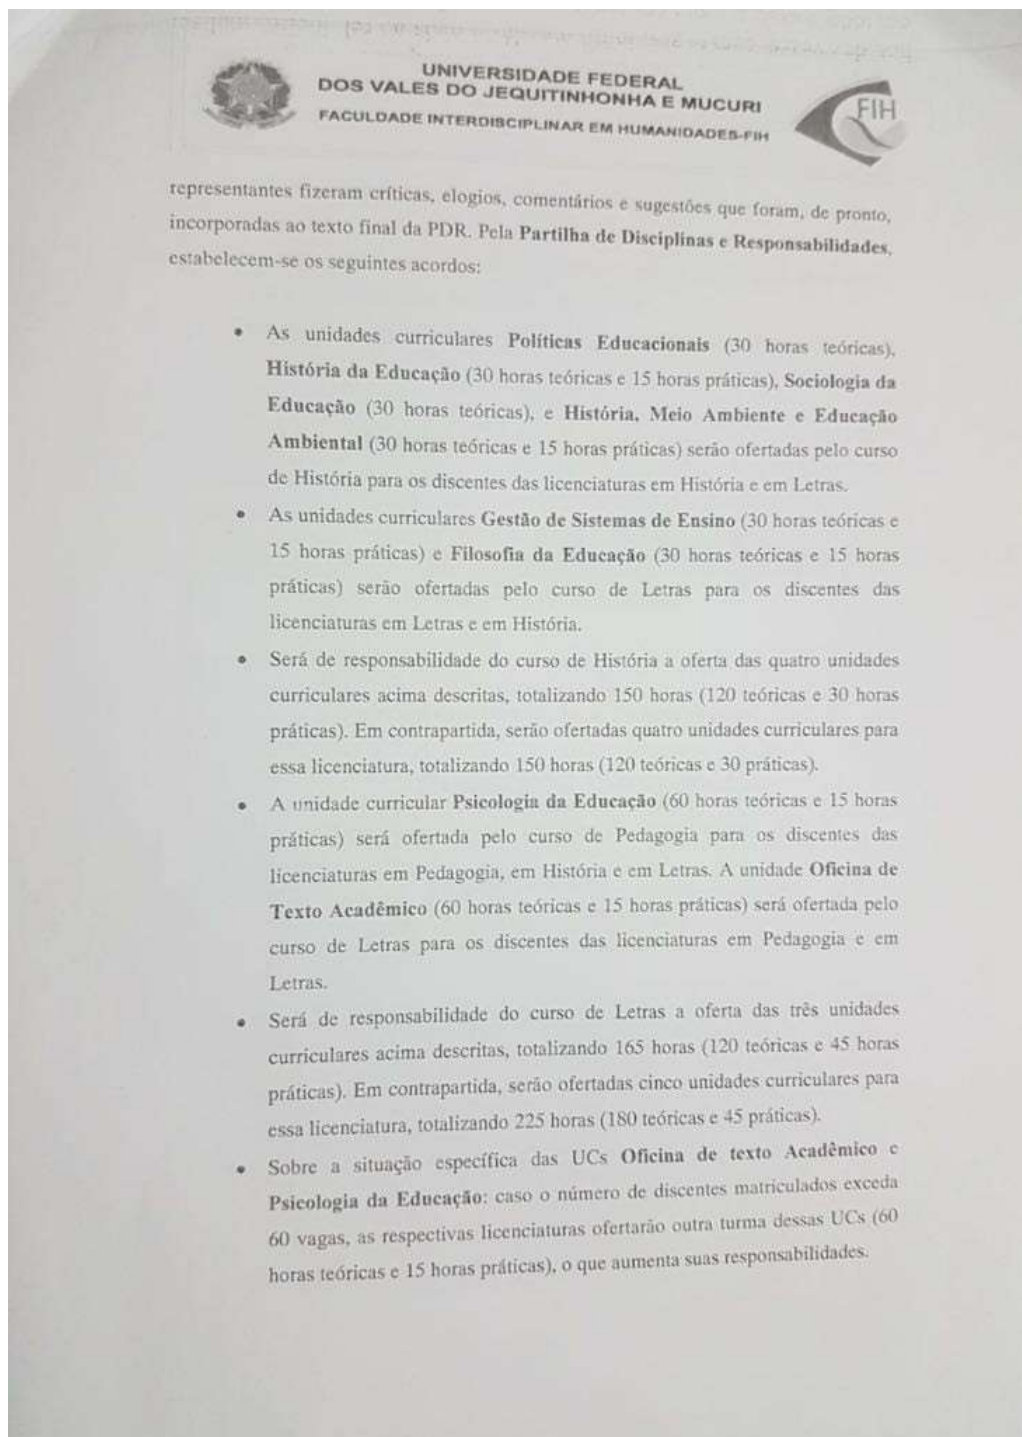 UNIVERSIDADE FEDERAL
DOS VALES DO JEQUITINHONHA E MUCURI
FACULDADE INTERDISCIPLINAR EM HUMANIDADES-FIH
FIH
representantes fizeram críticas, elogios, comentários e sugestões que foram, de pronto,
incorporadas ao texto final da PDR. Pela Partilha de Disciplinas e Responsabilidades,
estabelecem-se os seguintes acordos:
• As unidades curriculares Políticas Educacionais (30 horas teóricas),
História da Educação (30 horas teóricas e 15 horas práticas), Sociologia da
Educação (30 horas teóricas), e História, Meio Ambiente e Educação
Ambiental (30 horas teóricas e 15 horas práticas) serão ofertadas pelo curso
de História para os discentes das licenciaturas em História e em Letras.
• As unidades curriculares Gestão de Sistemas de Ensino (30 horas teóricas e
15 horas práticas) e Filosofia da Educação (30 horas teóricas e 15 horas
práticas) serão ofertadas pelo curso de Letras para os discentes das
licenciaturas em Letras e em História.
• Será de responsabilidade do curso de História a oferta das quatro unidades
curriculares acima descritas, totalizando 150 horas (120 teóricas e 30 horas
práticas). Em contrapartida, serão ofertadas quatro unidades curriculares para
essa licenciatura, totalizando 150 horas (120 teóricas e 30 práticas).
• A unidade curricular Psicologia da Educação (60 horas teóricas e 15 horas
práticas) será ofertada pelo curso de Pedagogia para os discentes das
licenciaturas em Pedagogia, em História e em Letras. A unidade Oficina de
Texto Acadêmico (60 horas teóricas e 15 horas práticas) será ofertada pelo
curso de Letras para os discentes das licenciaturas em Pedagogia e em
Letras.
• Será de responsabilidade do curso de Letras a oferta das três unidades
curriculares acima descritas, totalizando 165 horas (120 teóricas e 45 horas
práticas). Em contrapartida, serão ofertadas cinco unidades curriculares para
essa licenciatura, totalizando 225 horas (180 teóricas e 45 práticas).
• Sobre a situação específica das UCs Oficina de texto Acadêmico e
Psicologia da Educação: caso o número de discentes matriculados exceda
60 vagas, as respectivas licenciaturas ofertarão outra turma dessas UCs (60
horas teóricas e 15 horas práticas), o que aumenta suas responsabilidades.